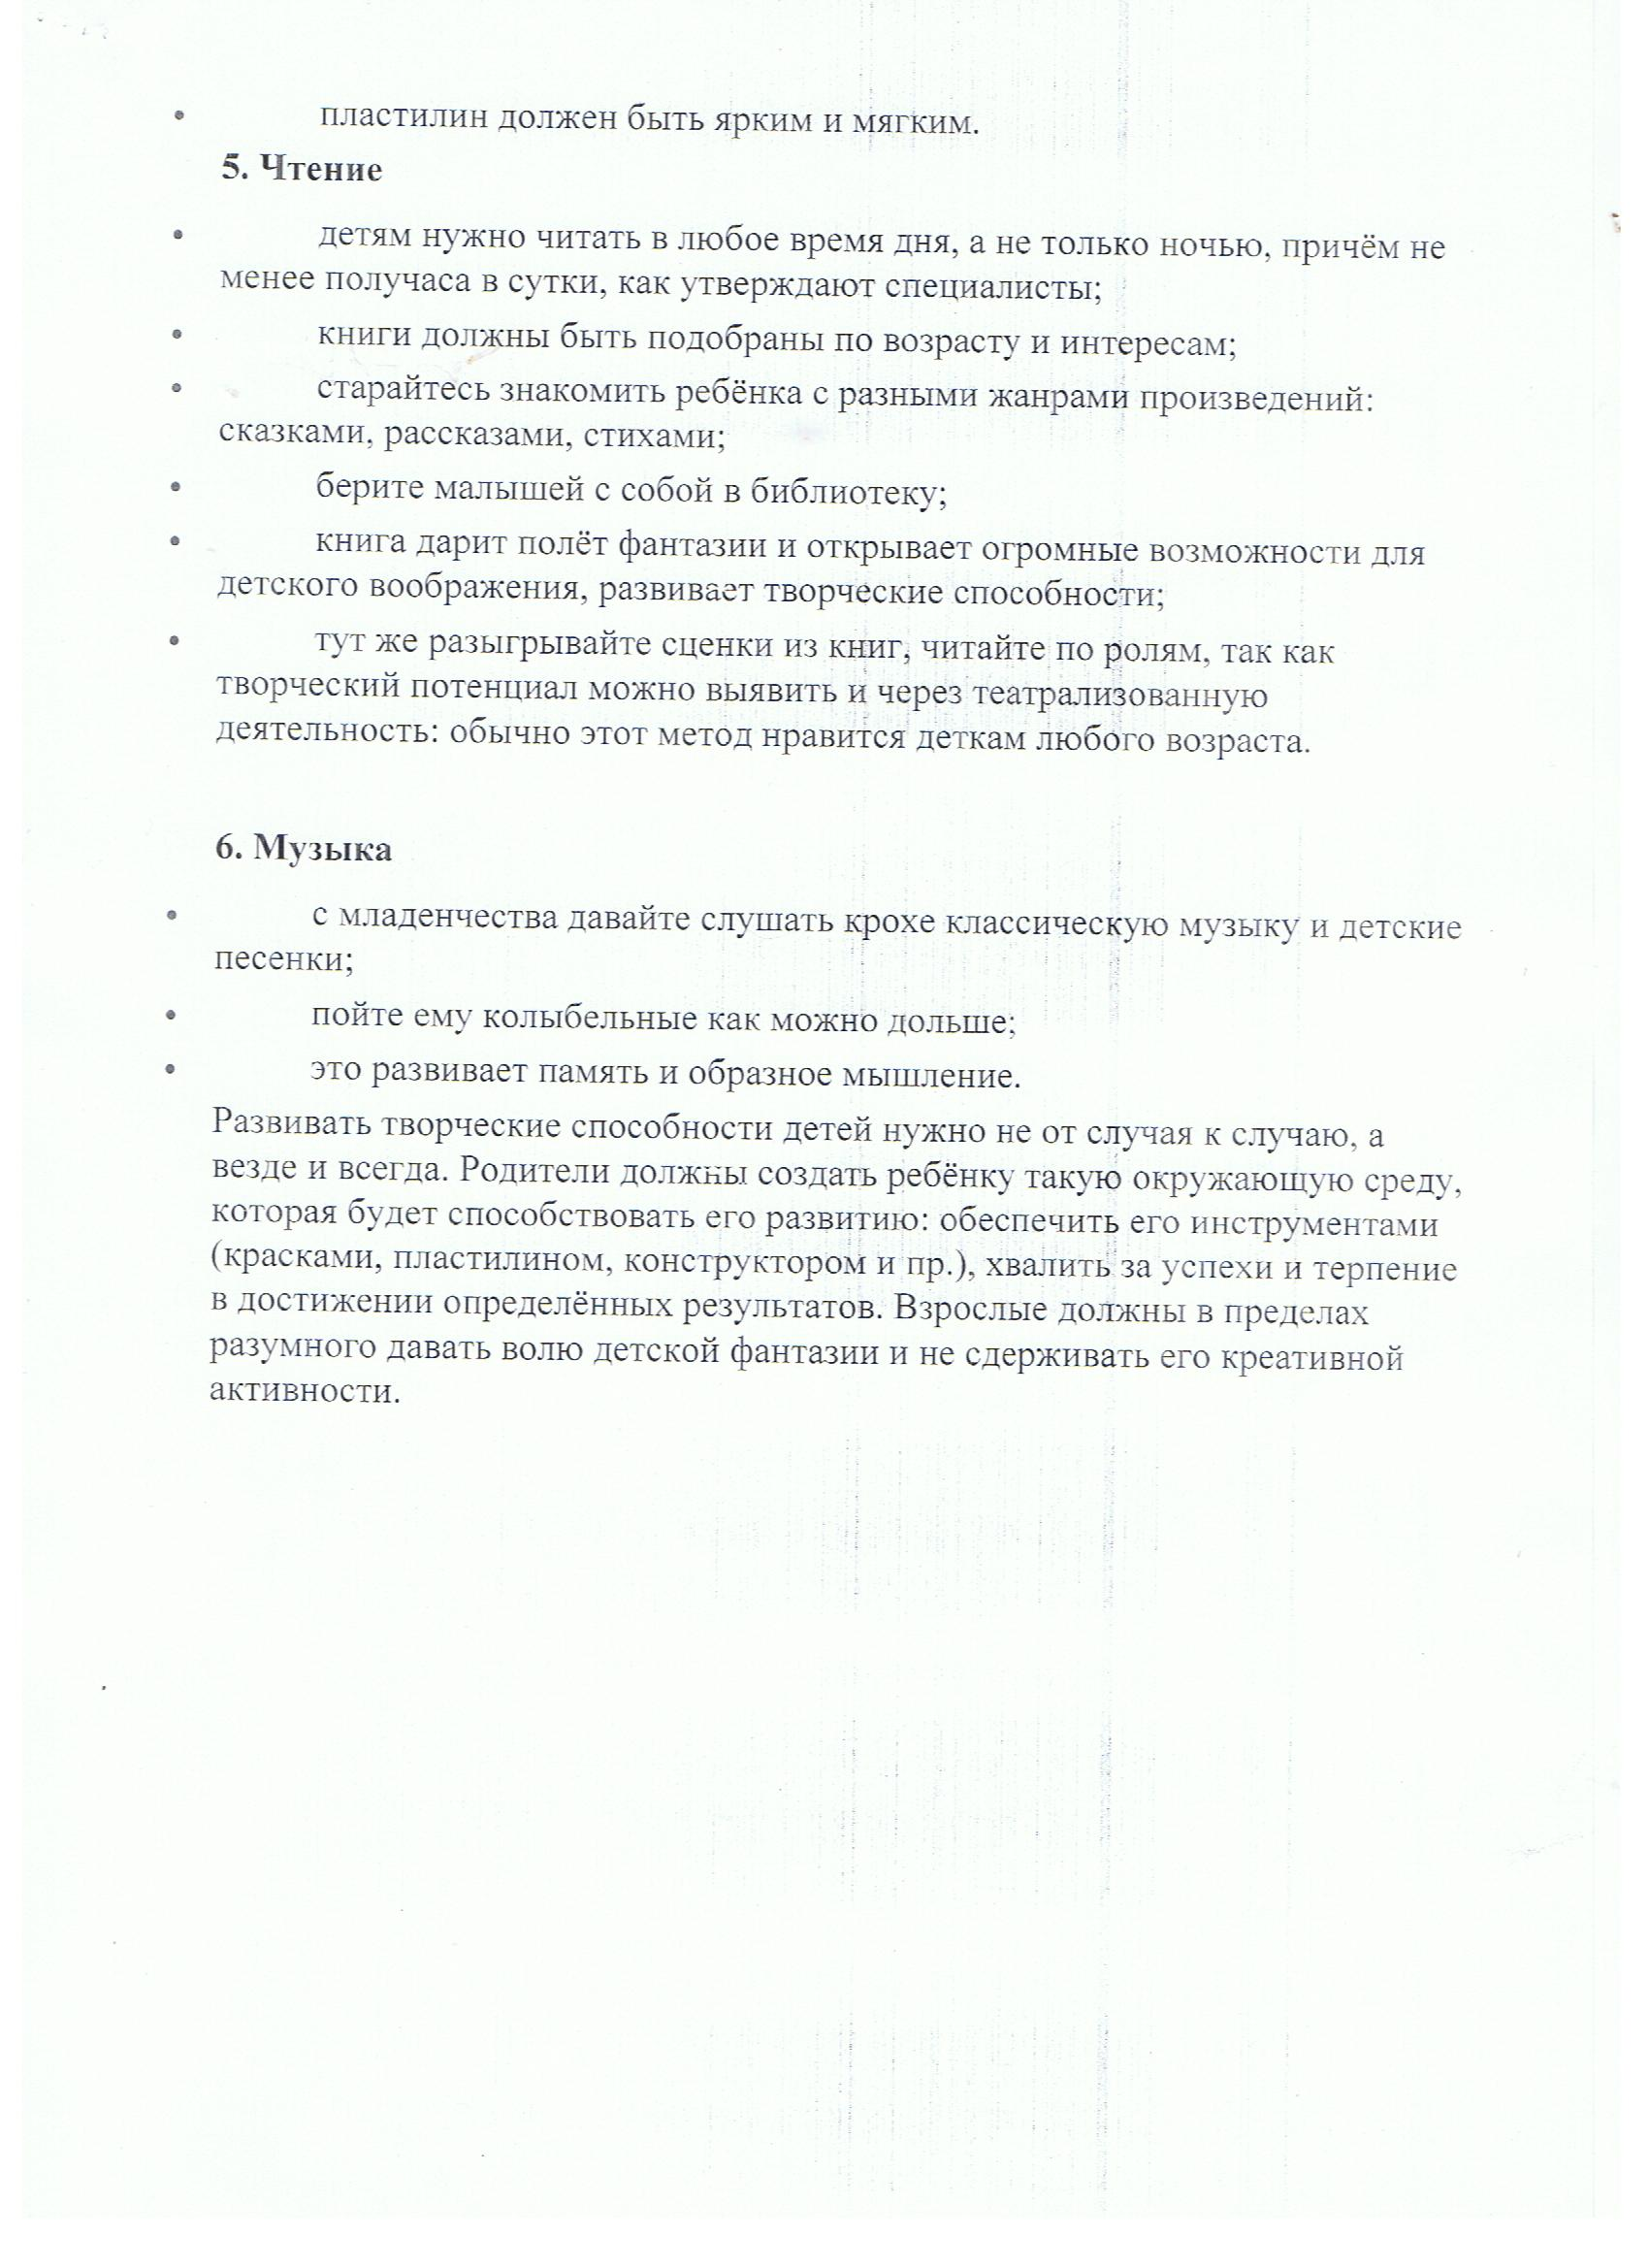 • пластилин должен быть ярким и мягким.
5. Чтение
• детям нужно читать в любое время дня, а не только ночью, причём не
менее получаса в сутки, как утверждают специалисты;
• книги должны быть подобраны по возрасту и интересам;
• старайтесь знакомить ребёнка с разными жанрами произведений:
сказками, рассказами, стихами;
• берите малышей с собой в библиотеку;
• книга дарит полёт фантазии и открывает огромные возможности для
детского воображения, развивает творческие способности;
• тут же разыгрывайте сценки из книг, читайте по ролям, так как
творческий потенциал можно выявить и через театрализованную
деятельность: обычно этот метод нравится деткам любого возраста.
6. Музыка
• с младенчества давайте слушать крохе классическую музыку и детские
песенки;
• пойте ему колыбельные как можно дольше;
• это развивает память и образное мышление.
Развивать творческие способности детей нужно не от случая к случаю, а
везде и всегда. Родители должны создать ребёнку такую окружающую среду,
которая будет способствовать его развитию: обеспечить его инструментами
(красками, пластилином, конструктором и пр.), хвалить за успехи и терпение
в достижении определённых результатов. Взрослые должны в пределах
разумного давать волю детской фантазии и не сдерживать его креативной
активности.